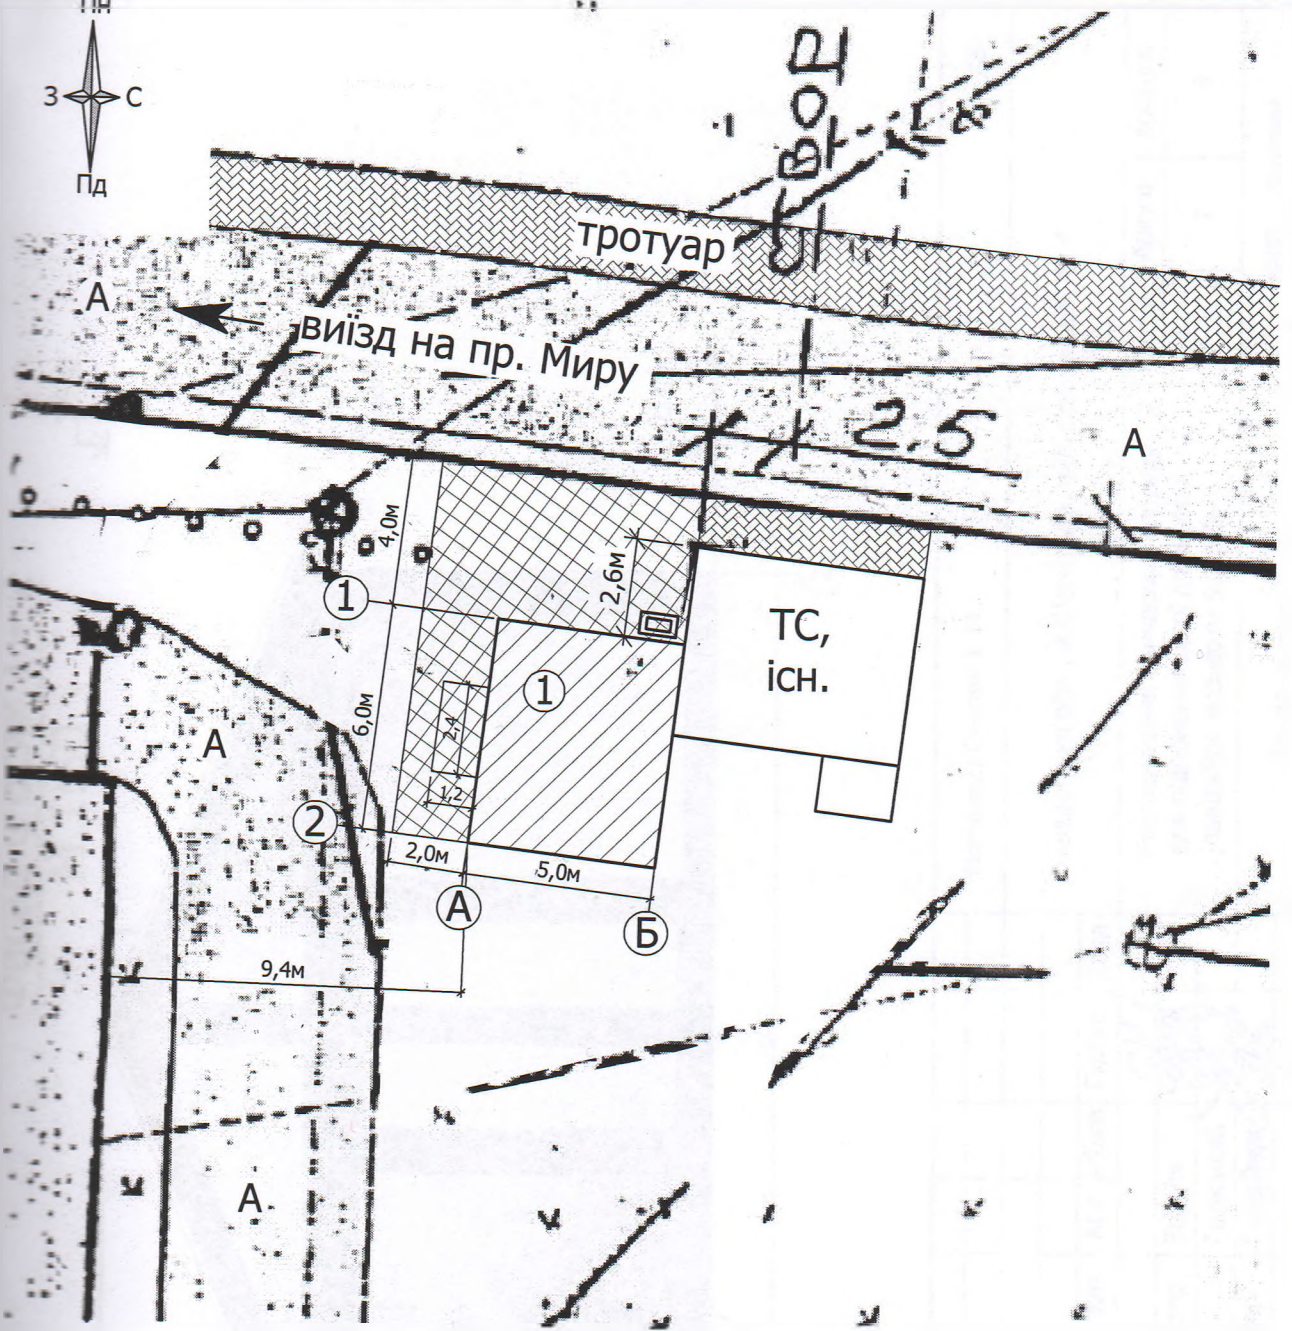 Пн
З
С
Пд
СВОД
тротуар
А
виїзд на пр. Миру
2.5
А
4,0м
2,6м
1
ТС,
існ.
1
6,0м
2,4
А
1,2
2
2,0м
5,0м
А
Б
9,4м
А